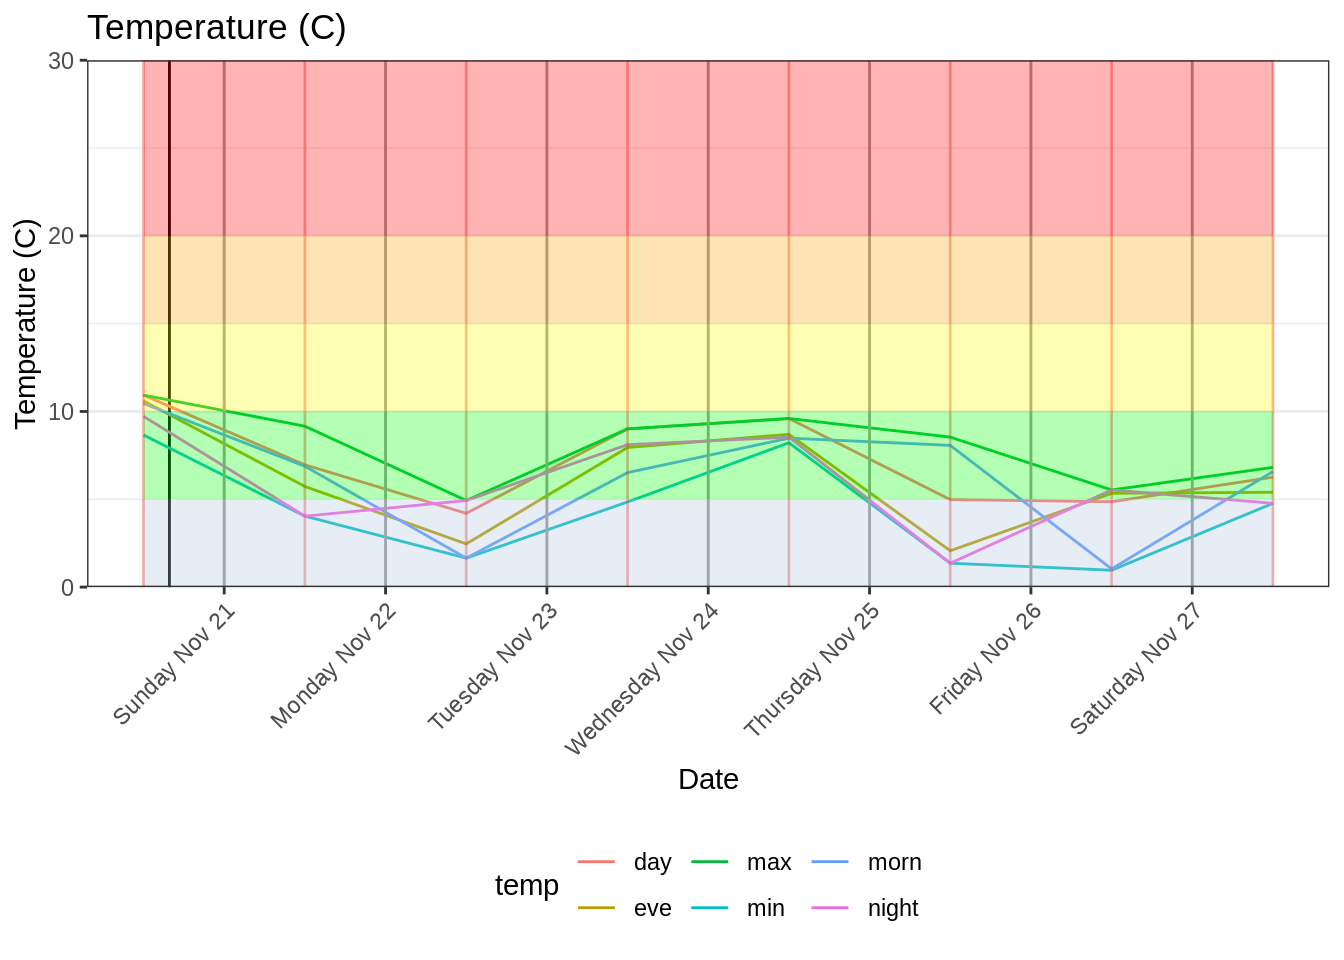 Temperature (C)
Temperature (C)
30
20
10
0
Sunday Nov 21
Monday Nov 22
Tuesday Nov 23
Wednesday Nov 24
Thursday Nov 25
Friday Nov 26
Saturday Nov 27
Date
temp
day
max
morn
eve
min
night